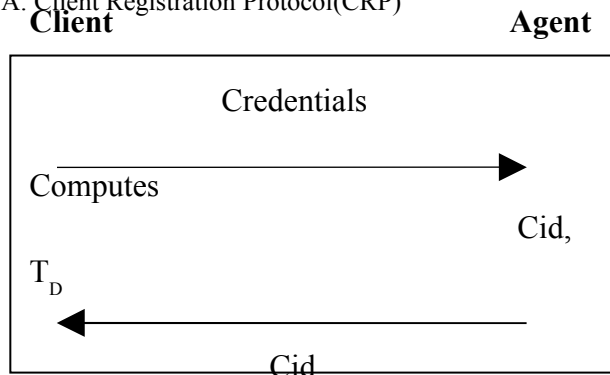 A. Client Registration Protocol(CRP)
Client Agent
Credentials
Computes
Cid,
T_D
Cid